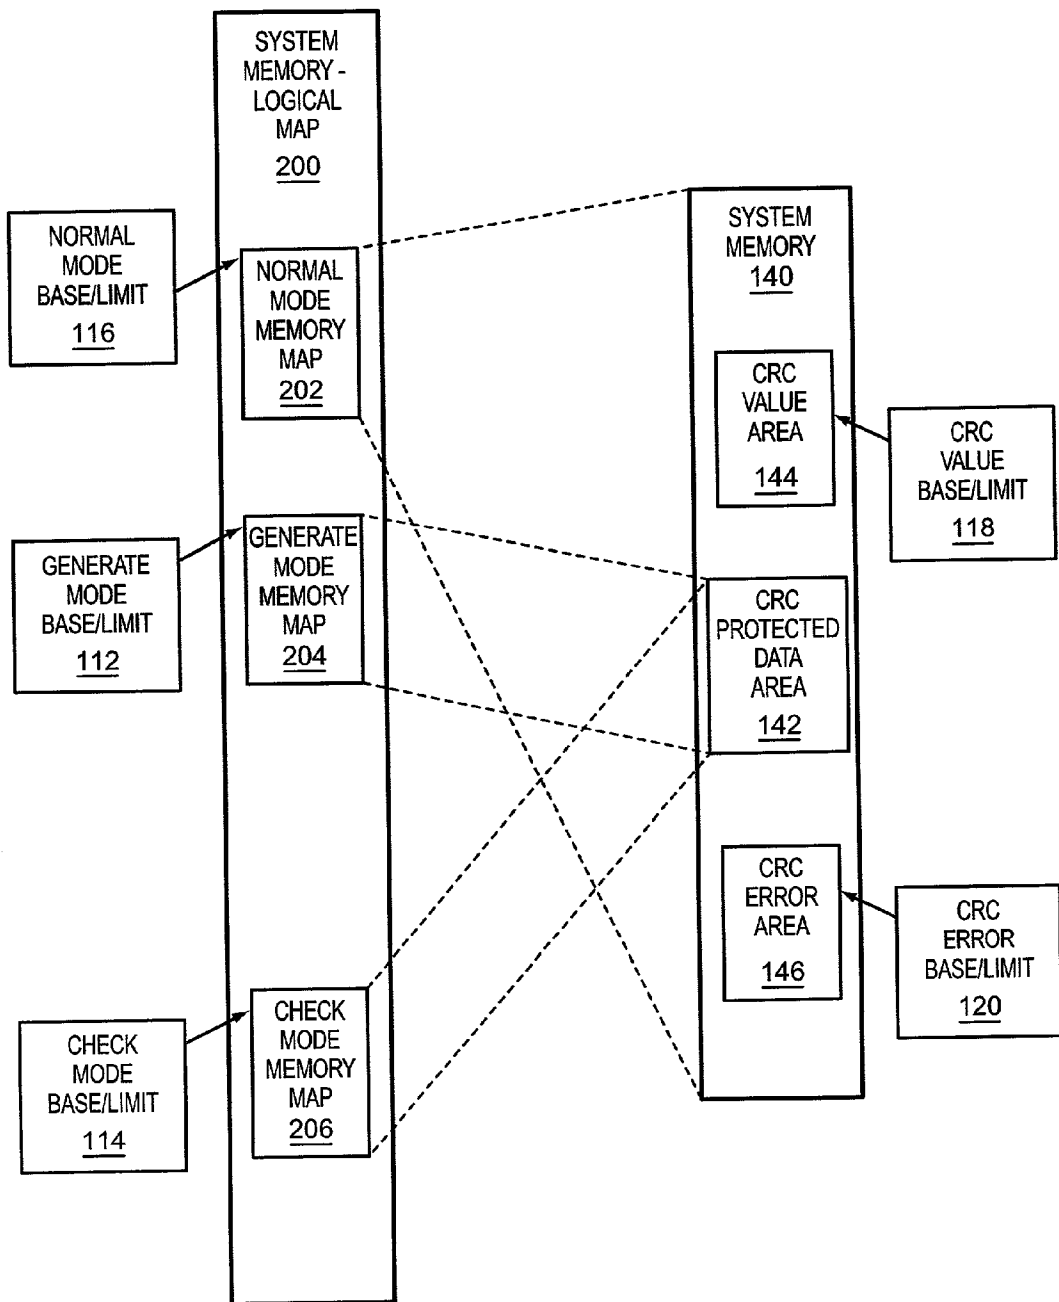 SYSTEM
MEMORY -
LOGICAL
MAP
200
NORMAL
MODE
BASE/LIMIT
116
NORMAL
MODE
MEMORY
MAP
202
GENERATE
MODE
BASE/LIMIT
112
GENERATE
MODE
MEMORY
MAP
204
CHECK
MODE
BASE/LIMIT
114
CHECK
MODE
MEMORY
MAP
206
SYSTEM
MEMORY
140
CRC
VALUE
AREA
144
CRC
VALUE
BASE/LIMIT
118
CRC
PROTECTED
DATA
AREA
142
CRC
ERROR
AREA
146
CRC
ERROR
BASE/LIMIT
120